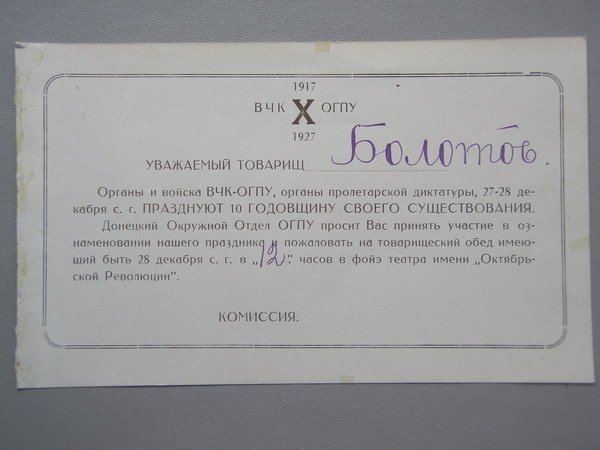 1917
ВЧК X ОГПУ
1927
УВАЖАЕМЫЙ ТОВАРИЩ Болотов.
Органы и войска ВЧК-ОГПУ, органы пролетарской диктатуры, 27-28 де-
кабря с. г. ПРАЗДНУЮТ 10 ГОДОВЩИНУ СВОЕГО СУЩЕСТВОВАНИЯ.
Донецкий Окружной Отдел ОГПУ просит Вас принять участие в оз-
наменовании нашего праздника и пожаловать на товарищеский обед имею-
щий быть 28 декабря с. г. в „12" часов в фойэ театра имени „Октябрь-
ской Революции".
КОМИССИЯ.